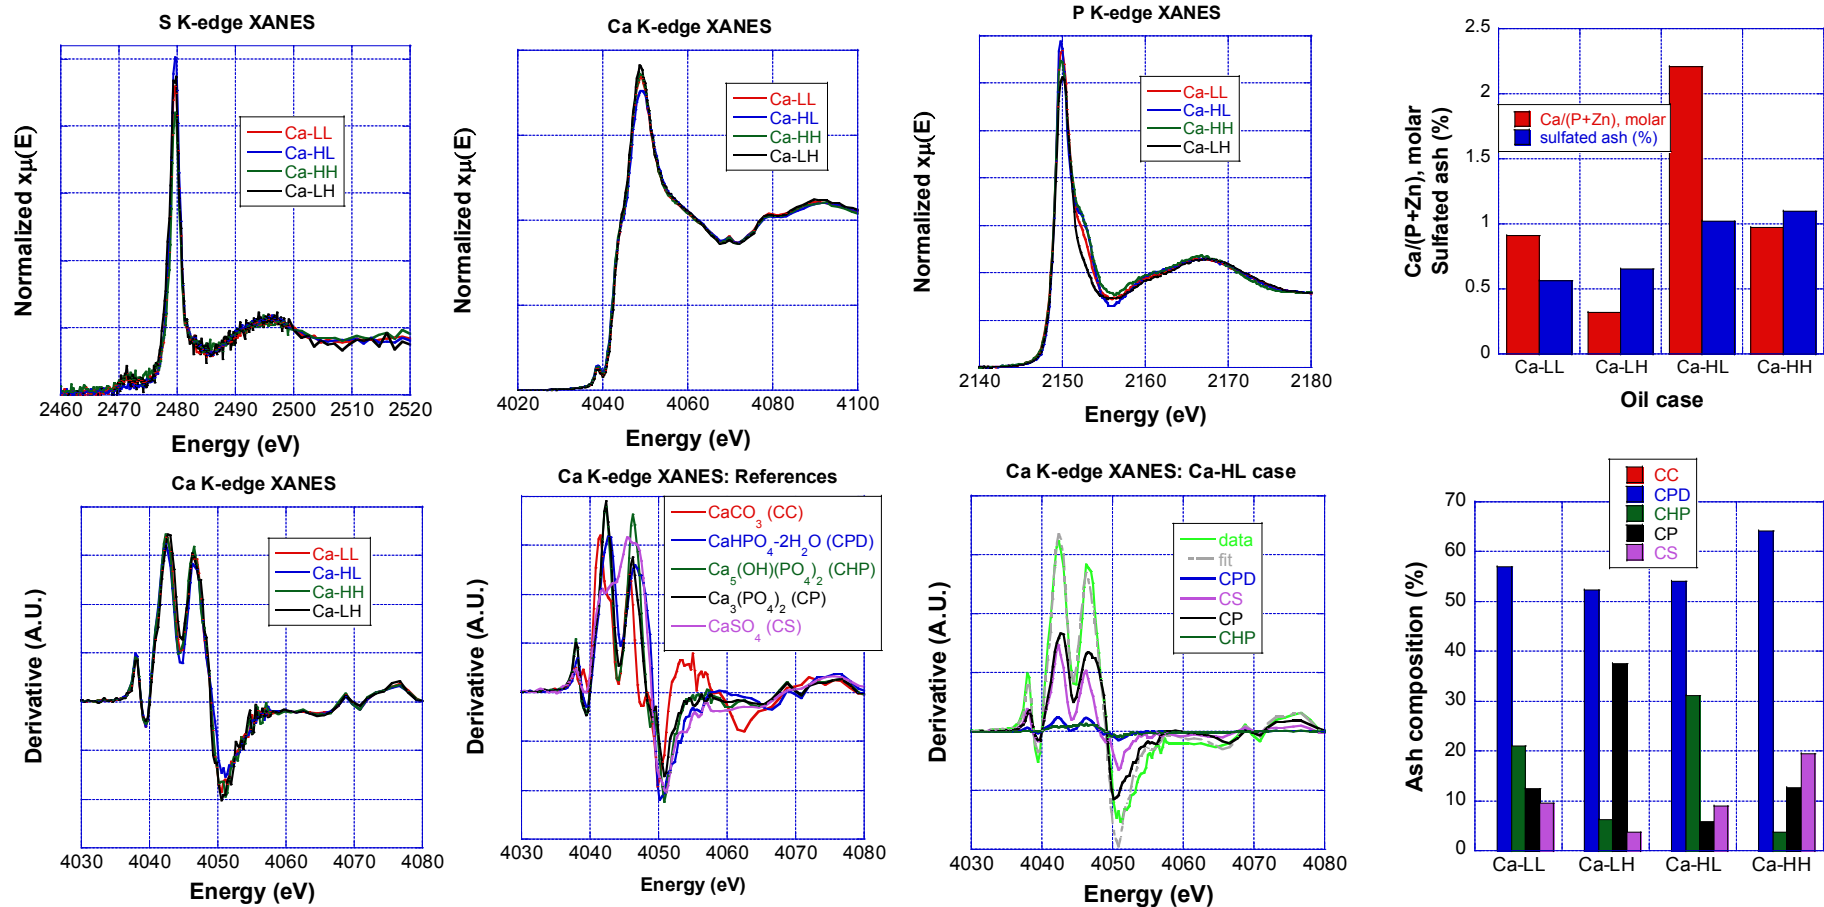 S K-edge XANES
Normalized xμ(E)
Ca-LL
Ca-HL
Ca-HH
Ca-LH
2460 2470 2480 2490 2500 2510 2520
Energy (eV)
Ca K-edge XANES
Normalized xμ(E)
Ca-LL
Ca-HL
Ca-HH
Ca-LH
4020 4040 4060 4080 4100
Energy (eV)
P K-edge XANES
Normalized xμ(E)
Ca-LL
Ca-HL
Ca-HH
Ca-LH
2140 2150 2160 2170 2180
Energy (eV)
Ca/(P+Zn), molar
Sulfated ash (%)
2.5
2
1.5
1
0.5
0
Ca/(P+Zn), molar
sulfated ash (%)
Ca-LL Ca-LH Ca-HL Ca-HH
Oil case
Ca K-edge XANES
Derivative (A.U.)
Ca-LL
Ca-HL
Ca-HH
Ca-LH
4030 4040 4050 4060 4070 4080
Energy (eV)
Ca K-edge XANES: References
Derivative (A.U.)
CaCO₃ (CC)
CaHPO₄-2H₂O (CPD)
Ca₅(OH)(PO₄)₂ (CHP)
Ca₃(PO₄)₂ (CP)
CaSO₄ (CS)
4030 4040 4050 4060 4070 4080
Energy (eV)
Ca K-edge XANES: Ca-HL case
Derivative (A.U.)
data
fit
CPD
CS
CP
CHP
4030 4040 4050 4060 4070 4080
Energy (eV)
Ash composition (%)
CC
CPD
CHP
CP
CS
70
60
50
40
30
20
10
0
Ca-LL Ca-LH Ca-HL Ca-HH